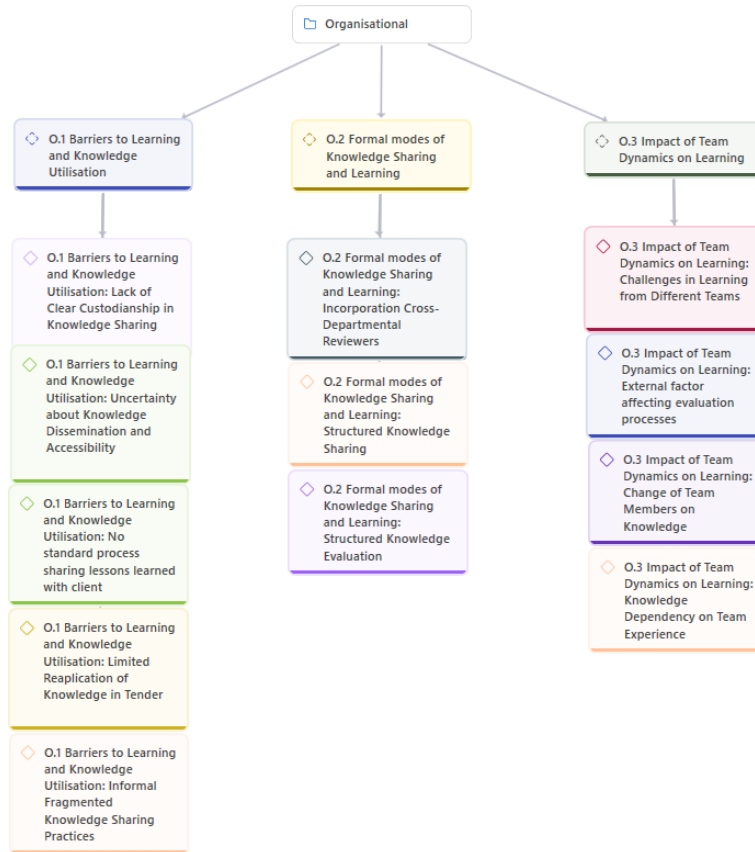 Organisational
O.1 Barriers to Learning
and Knowledge
Utilisation
O.2 Formal modes of
Knowledge Sharing
and Learning
O.3 Impact of Team
Dynamics on Learning
O.1 Barriers to Learning
and Knowledge
Utilisation: Lack of
Clear Custodianship in
Knowledge Sharing
O.1 Barriers to Learning
and Knowledge
Utilisation: Uncertainty
about Knowledge
Dissemination and
Accessibility
O.1 Barriers to Learning
and Knowledge
Utilisation: No
standard process
sharing lessons learned
with client
O.1 Barriers to Learning
and Knowledge
Utilisation: Limited
Reaplication of
Knowledge in Tender
O.1 Barriers to Learning
and Knowledge
Utilisation: Informal
Fragmented
Knowledge Sharing
Practices
O.2 Formal modes of
Knowledge Sharing
and Learning:
Incorporation Cross-
Departmental
Reviewers
O.2 Formal modes of
Knowledge Sharing
and Learning:
Structured Knowledge
Sharing
O.2 Formal modes of
Knowledge Sharing
and Learning:
Structured Knowledge
Evaluation
O.3 Impact of Team
Dynamics on Learning:
Challenges in Learning
from Different Teams
O.3 Impact of Team
Dynamics on Learning:
External factor
affecting evaluation
processes
O.3 Impact of Team
Dynamics on Learning:
Change of Team
Members on
Knowledge
O.3 Impact of Team
Dynamics on Learning:
Knowledge
Dependency on Team
Experience